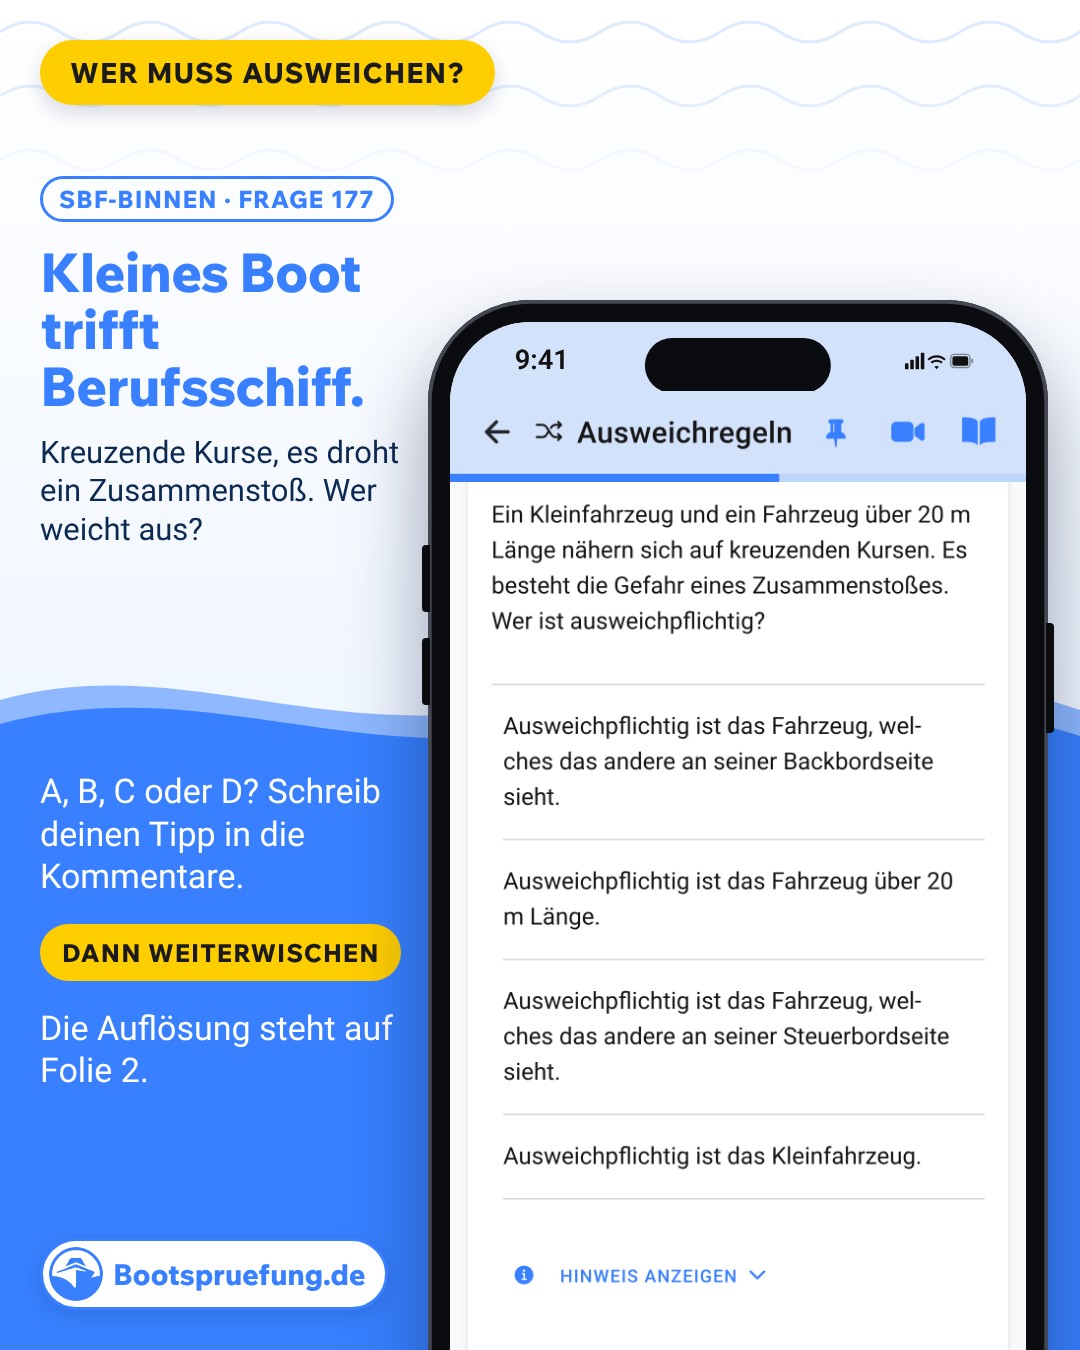 WER MUSS AUSWEICHEN?
SBF-BINNEN · FRAGE 177
Kleines Boot
trifft
Berufsschiff.
Kreuzende Kurse, es droht
ein Zusammenstoß. Wer
weicht aus?
A, B, C oder D? Schreib
deinen Tipp in die
Kommentare.
DANN WEITERWISCHEN
Die Auflösung steht auf
Folie 2.
Bootspruefung.de
9:41
Ausweichregeln
Ein Kleinfahrzeug und ein Fahrzeug über 20 m
Länge nähern sich auf kreuzenden Kursen. Es
besteht die Gefahr eines Zusammenstoßes.
Wer ist ausweichpflichtig?
Ausweichpflichtig ist das Fahrzeug, wel-
ches das andere an seiner Backbordseite
sieht.
Ausweichpflichtig ist das Fahrzeug über 20
m Länge.
Ausweichpflichtig ist das Fahrzeug, wel-
ches das andere an seiner Steuerbordseite
sieht.
Ausweichpflichtig ist das Kleinfahrzeug.
HINWEIS ANZEIGEN